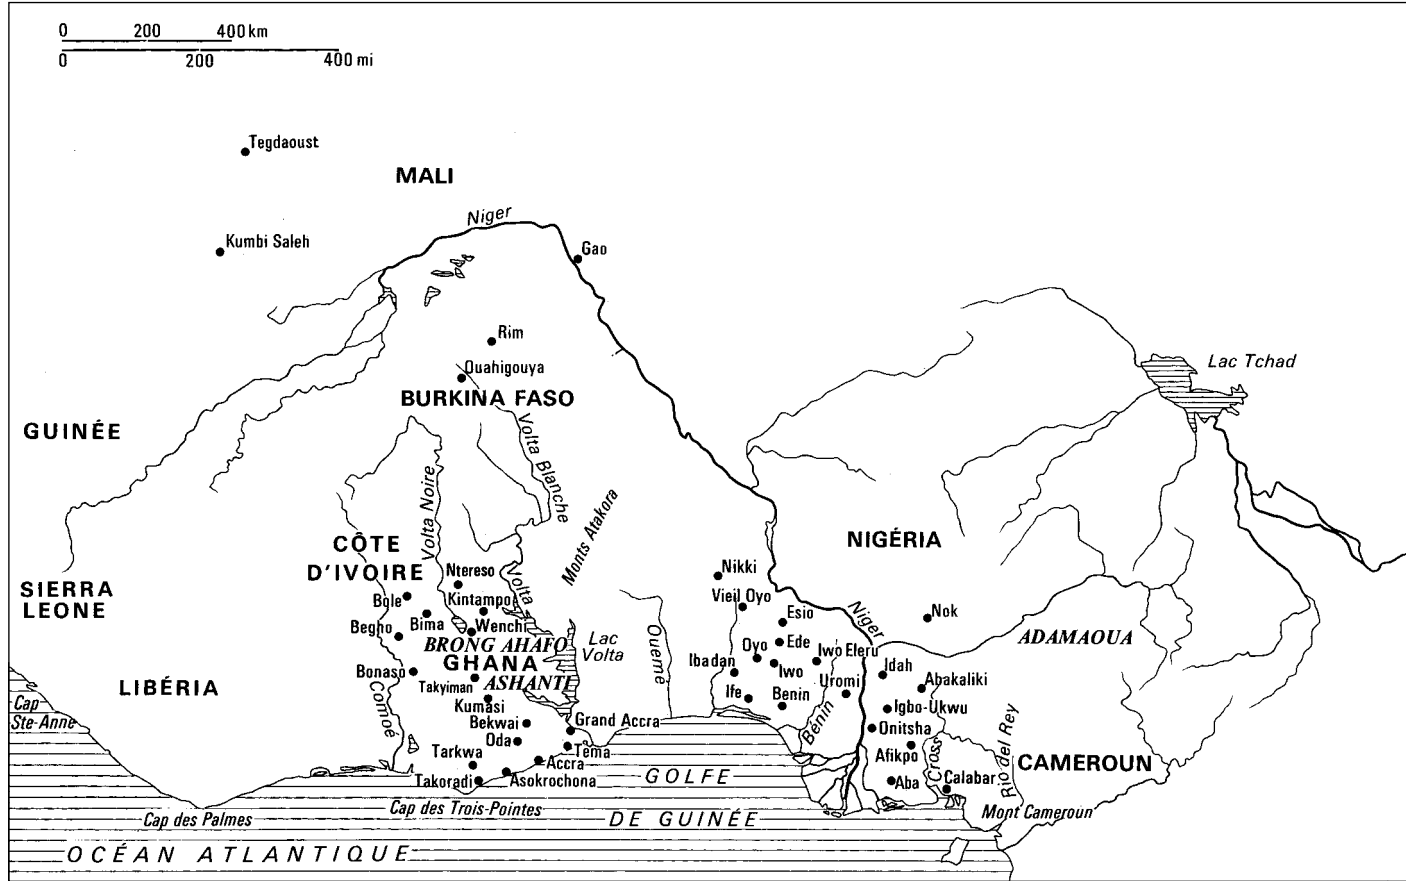 0 200 400 km
0 200 400 mi
Tegdaoust
MALI
Niger
Kumbi Saleh
Gao
Rim
Ouahigouya
BURKINA FASO
Lac Tchad
GUINÉE
Volta Blanche
Volta Noire
Monts Atakora
CÔTE
D'IVOIRE
NIGÉRIA
SIERRA
LEONE
Ntereso
Volta
Nikki
Bole
Kintampo
Vieil Oyo
Niger
Nok
Bima
Esio
Begho
Wenchi
BRONG AHAFO
Lac
Volta
Oueme
ADAMAOUA
Ede
Oyo
Iwo Eleru
GHANA
Ibadan
Iwo
Idah
Bonaso
LIBÉRIA
Takyiman
ASHANTI
Uromi
Abakaliki
Cap
Ste-Anne
Comoé
Kumasi
Ife
Benin
Igbo-Ukwu
Bekwai
Grand Accra
Bénin
Onitsha
Rio del Rey
Oda
Tema
Afikpo
Cross
CAMEROUN
Tarkwa
Accra
GOLFE
Takoradi
Asokrochona
Aba
Calabar
Cap des Palmes
Cap des Trois-Pointes
DE GUINÉE
Mont Cameroun
OCÉAN ATLANTIQUE